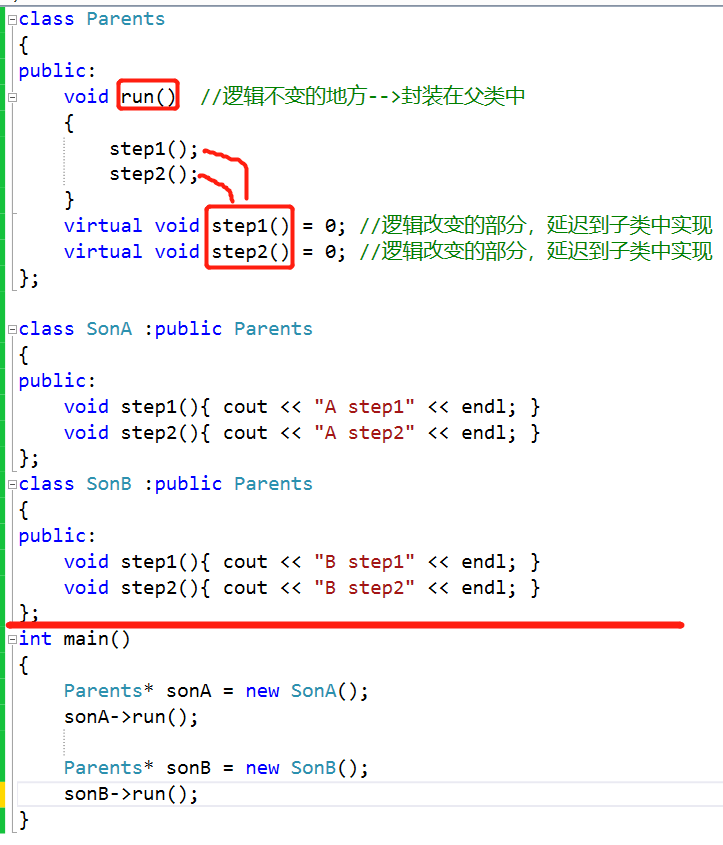 class Parents
{
public:
    void run()  //逻辑不变的地方-->封装在父类中
    {
        step1();
        step2();
    }
    virtual void step1() = 0; //逻辑改变的部分，延迟到子类中实现
    virtual void step2() = 0; //逻辑改变的部分，延迟到子类中实现
};
class SonA :public Parents
{
public:
    void step1(){ cout << "A step1" << endl; }
    void step2(){ cout << "A step2" << endl; }
};
class SonB :public Parents
{
public:
    void step1(){ cout << "B step1" << endl; }
    void step2(){ cout << "B step2" << endl; }
};
int main()
{
    Parents* sonA = new SonA();
    sonA->run();
    Parents* sonB = new SonB();
    sonB->run();
}